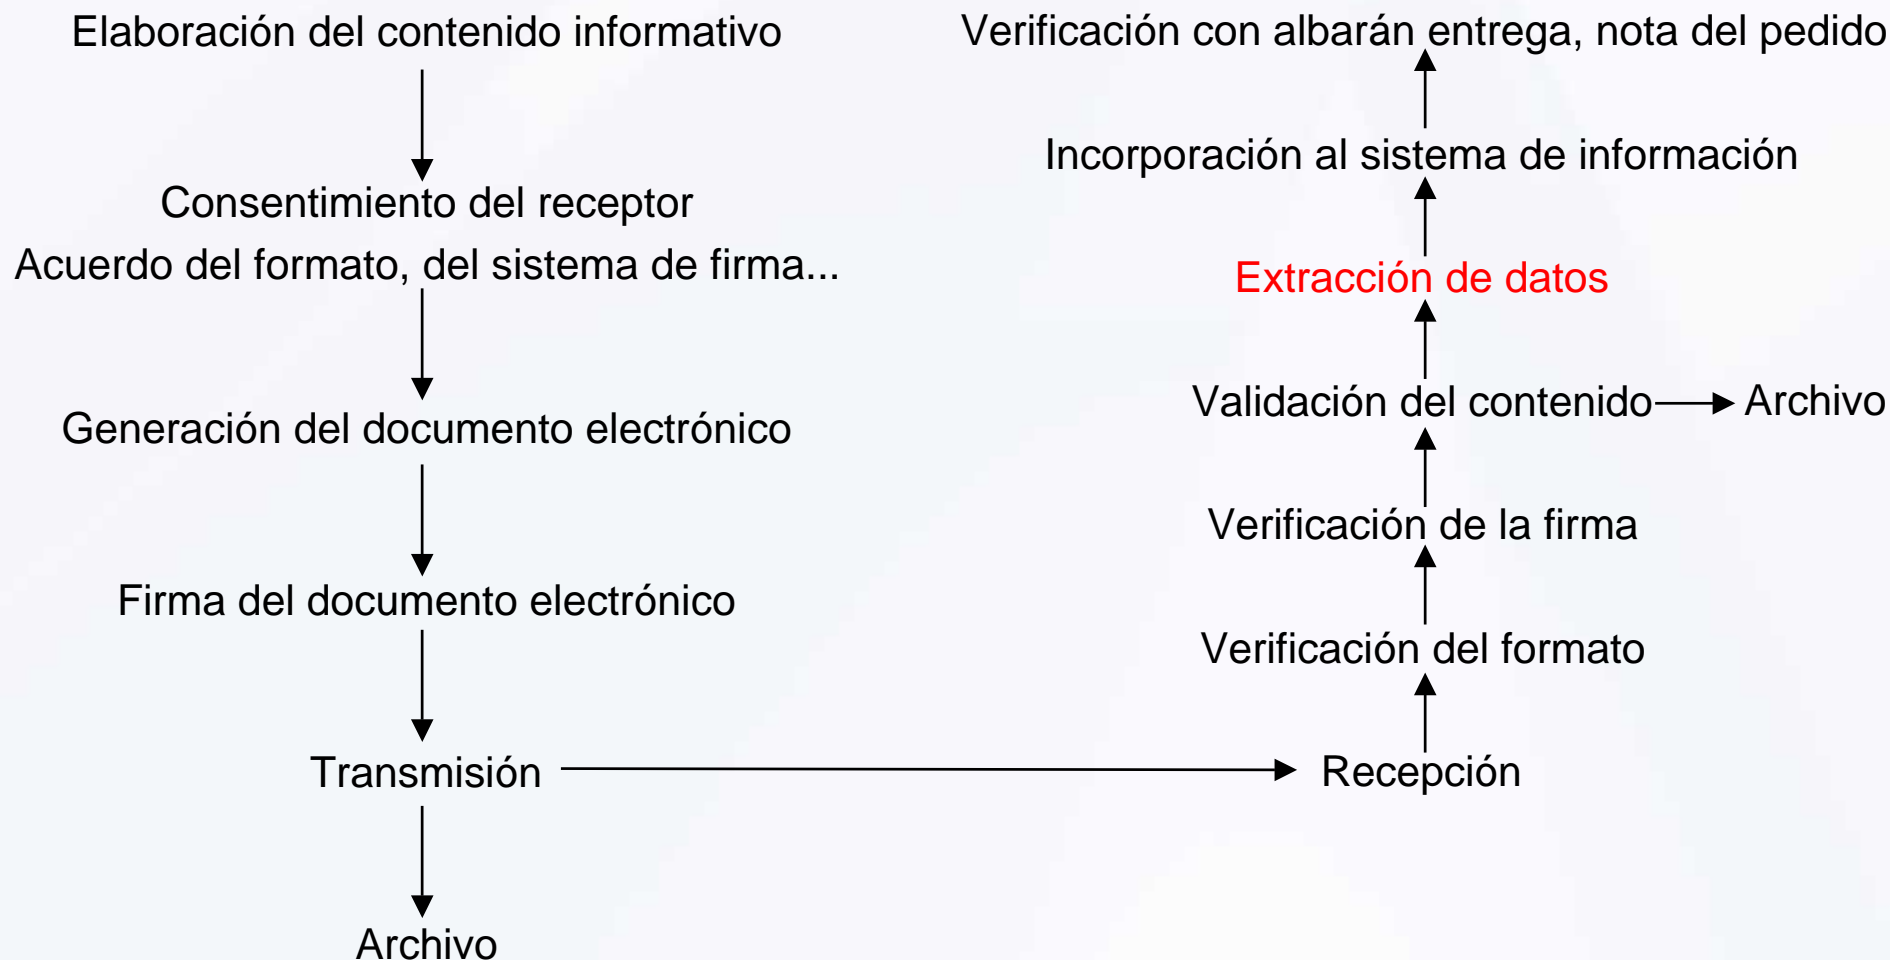 Elaboración del contenido informativo
Consentimiento del receptor
Acuerdo del formato, del sistema de firma...
Generación del documento electrónico
Firma del documento electrónico
Transmisión
Archivo
Verificación con albarán entrega, nota del pedido
Incorporación al sistema de información
Extracción de datos
Validación del contenido
Archivo
Verificación de la firma
Verificación del formato
Recepción